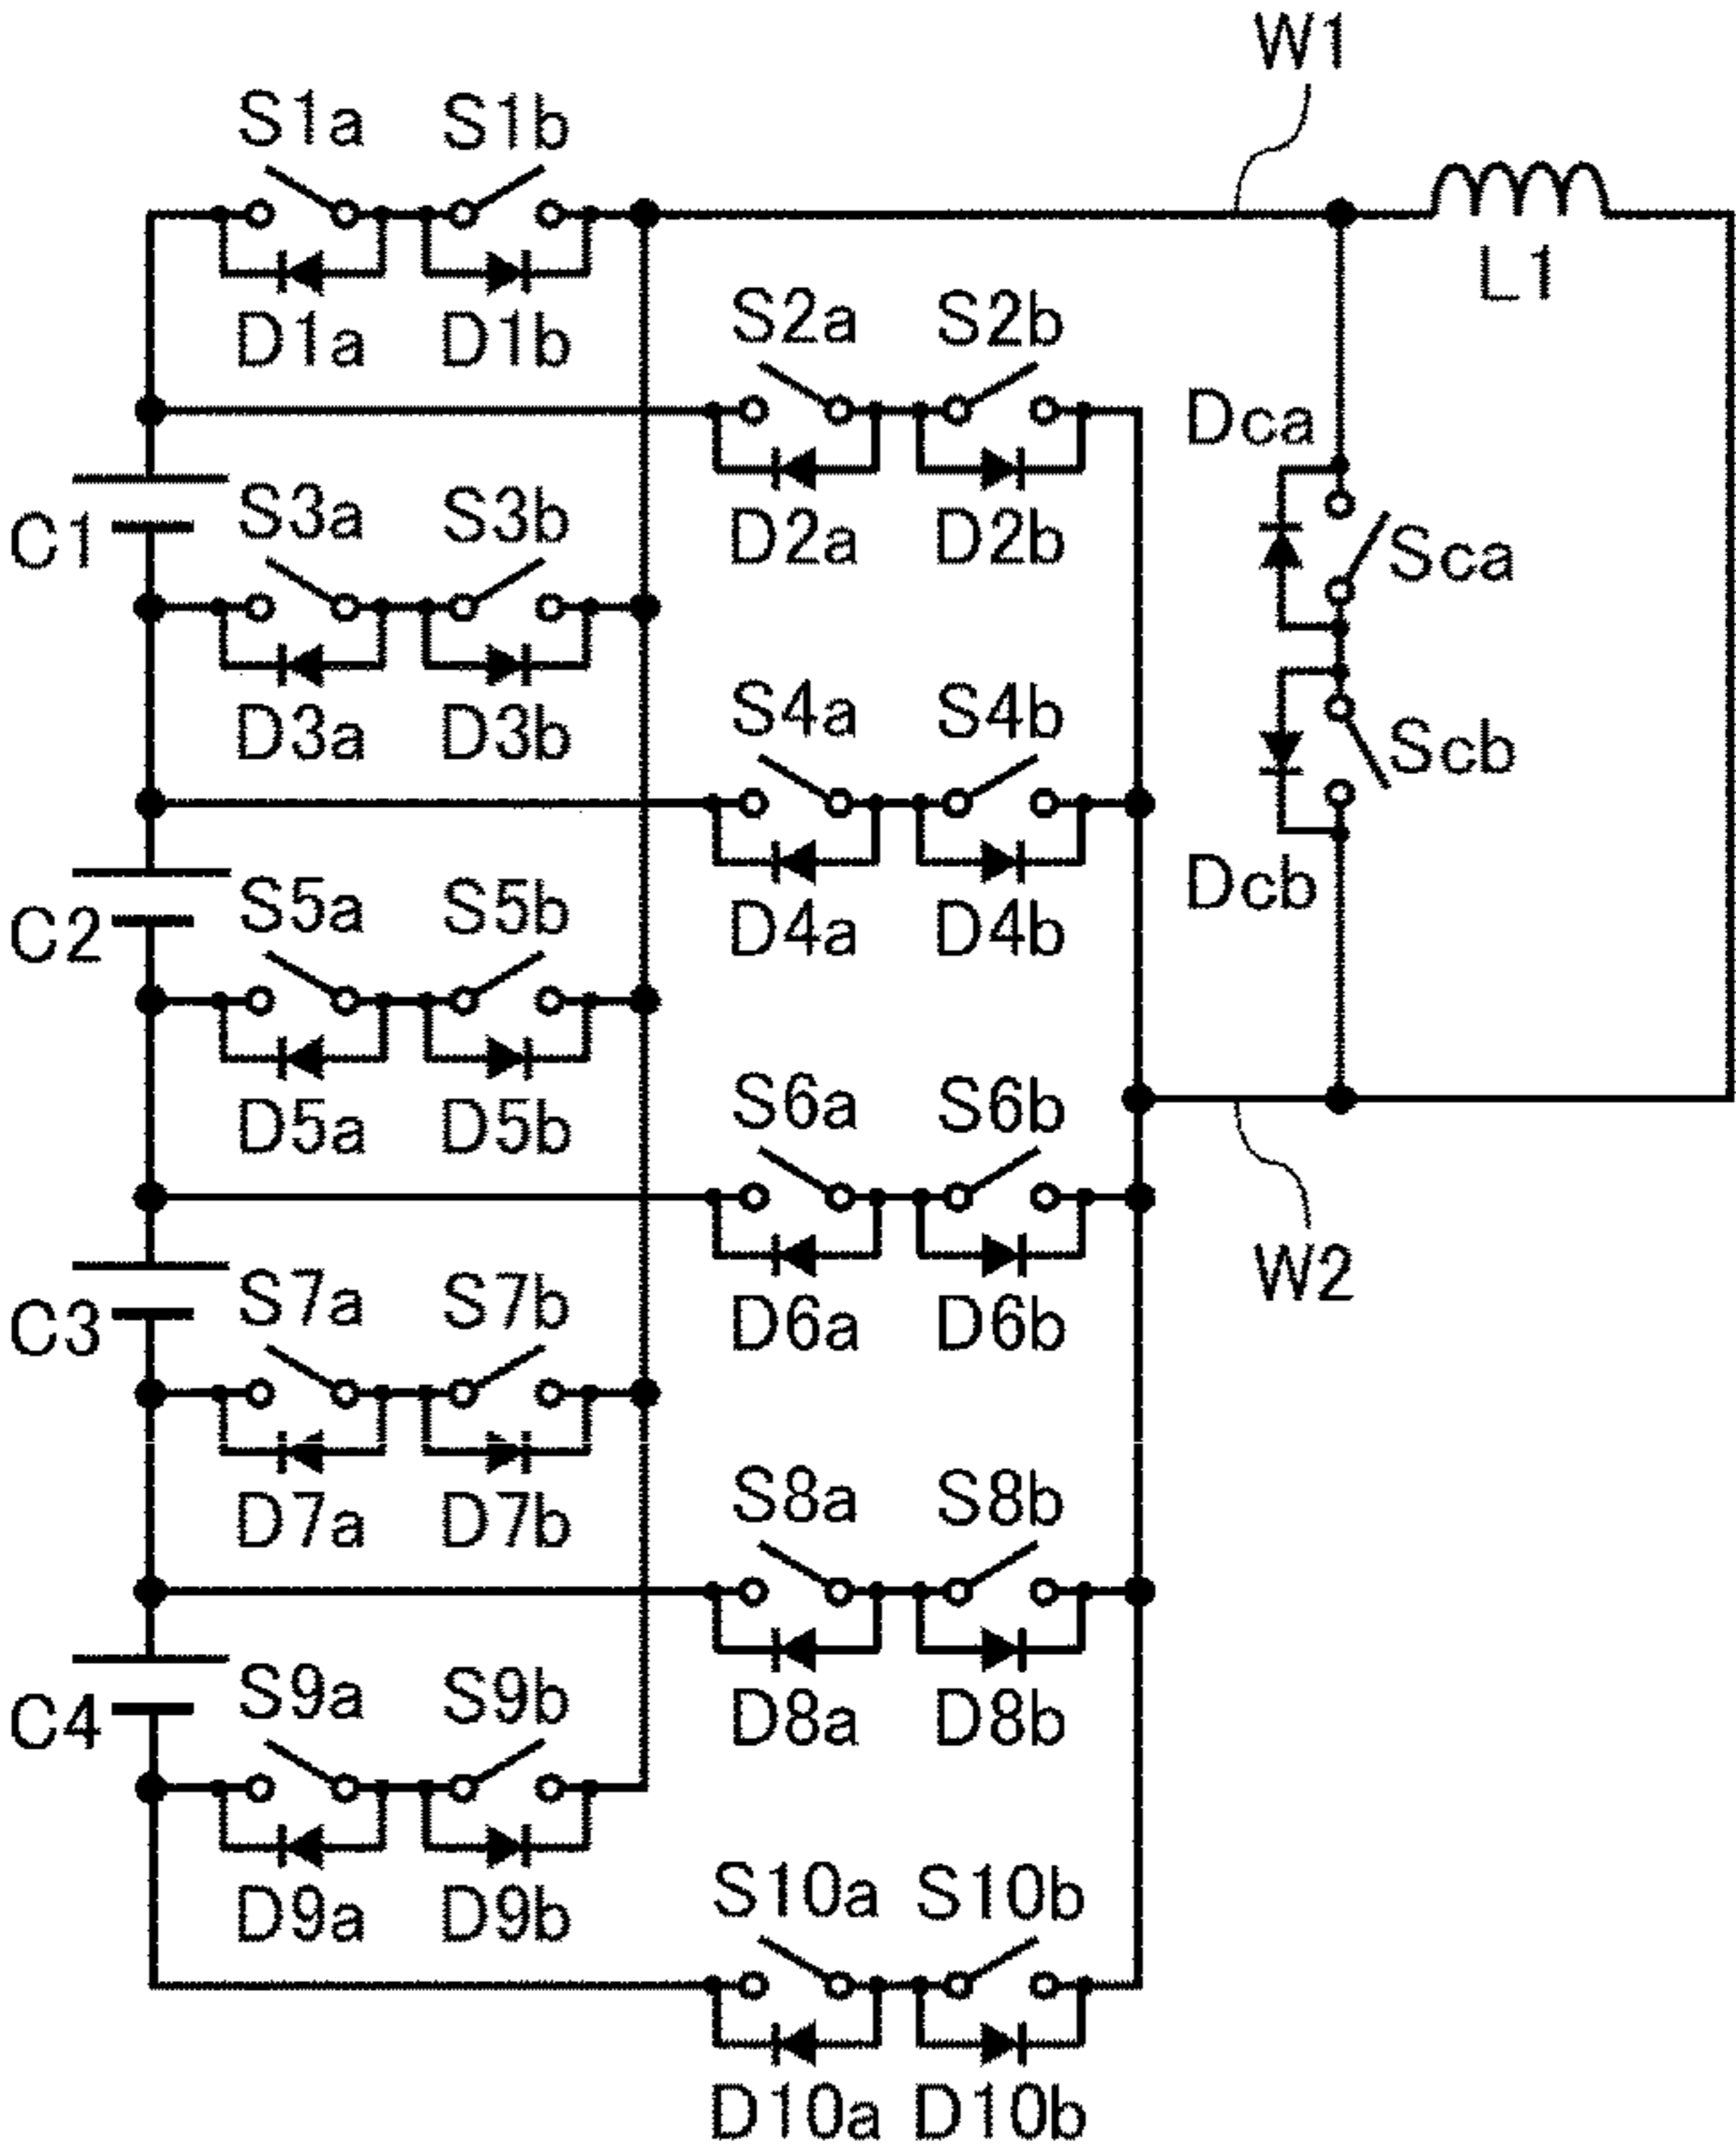 W1
S1a S1b
L1
D1a D1b
S2a S2b
Dca
C1
S3a S3b
D2a D2b
Sca
D3a D3b
S4a S4b
Scb
Dcb
C2
S5a S5b
D4a D4b
D5a D5b
S6a S6b
W2
C3
S7a S7b
D6a D6b
D7a D7b
S8a S8b
C4
S9a S9b
D8a D8b
D9a D9b
S10a S10b
D10a D10b